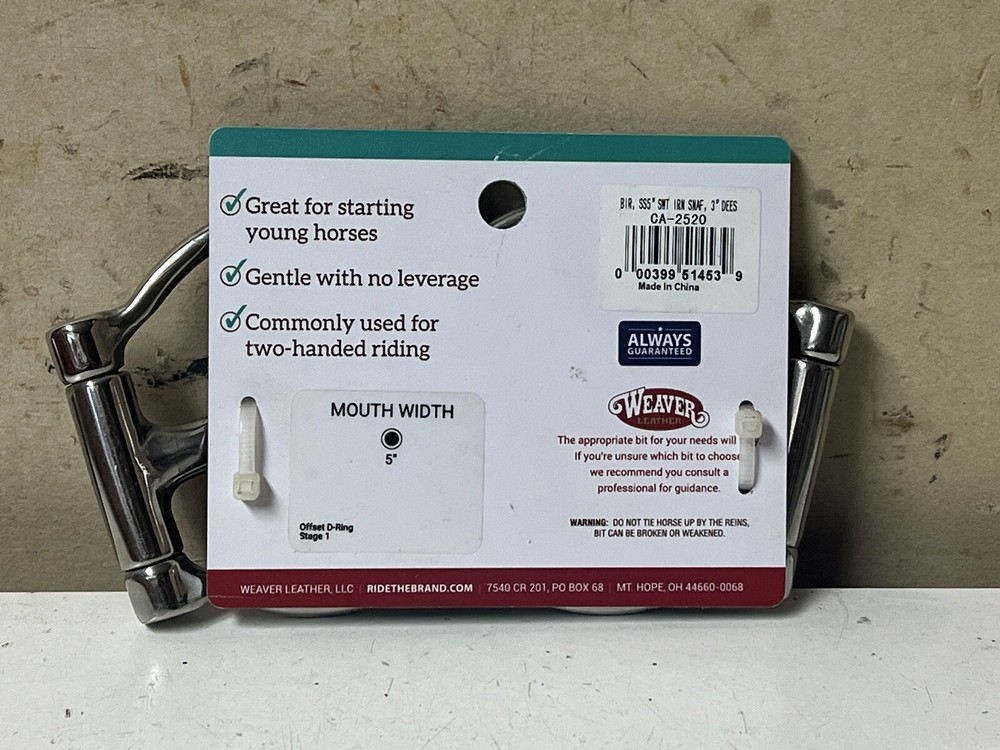 Great for starting
young horses
Gentle with no leverage
Commonly used for
two-handed riding
MOUTH WIDTH
5"
Offset D-Ring
Stage 1
BIR, SS5" SWT IRN SNAF, 3" DEES
CA-2520
0 00399 51453 9
Made In China
ALWAYS
GUARANTEED
WEAVER
LEATHER
The appropriate bit for your needs will
If you're unsure which bit to choose
we recommend you consult a
professional for guidance.
WARNING: DO NOT TIE HORSE UP BY THE REINS,
BIT CAN BE BROKEN OR WEAKENED.
WEAVER LEATHER, LLC | RIDETHEBRAND.COM | 7540 CR 201, PO BOX 68 | MT. HOPE, OH 44660-0068